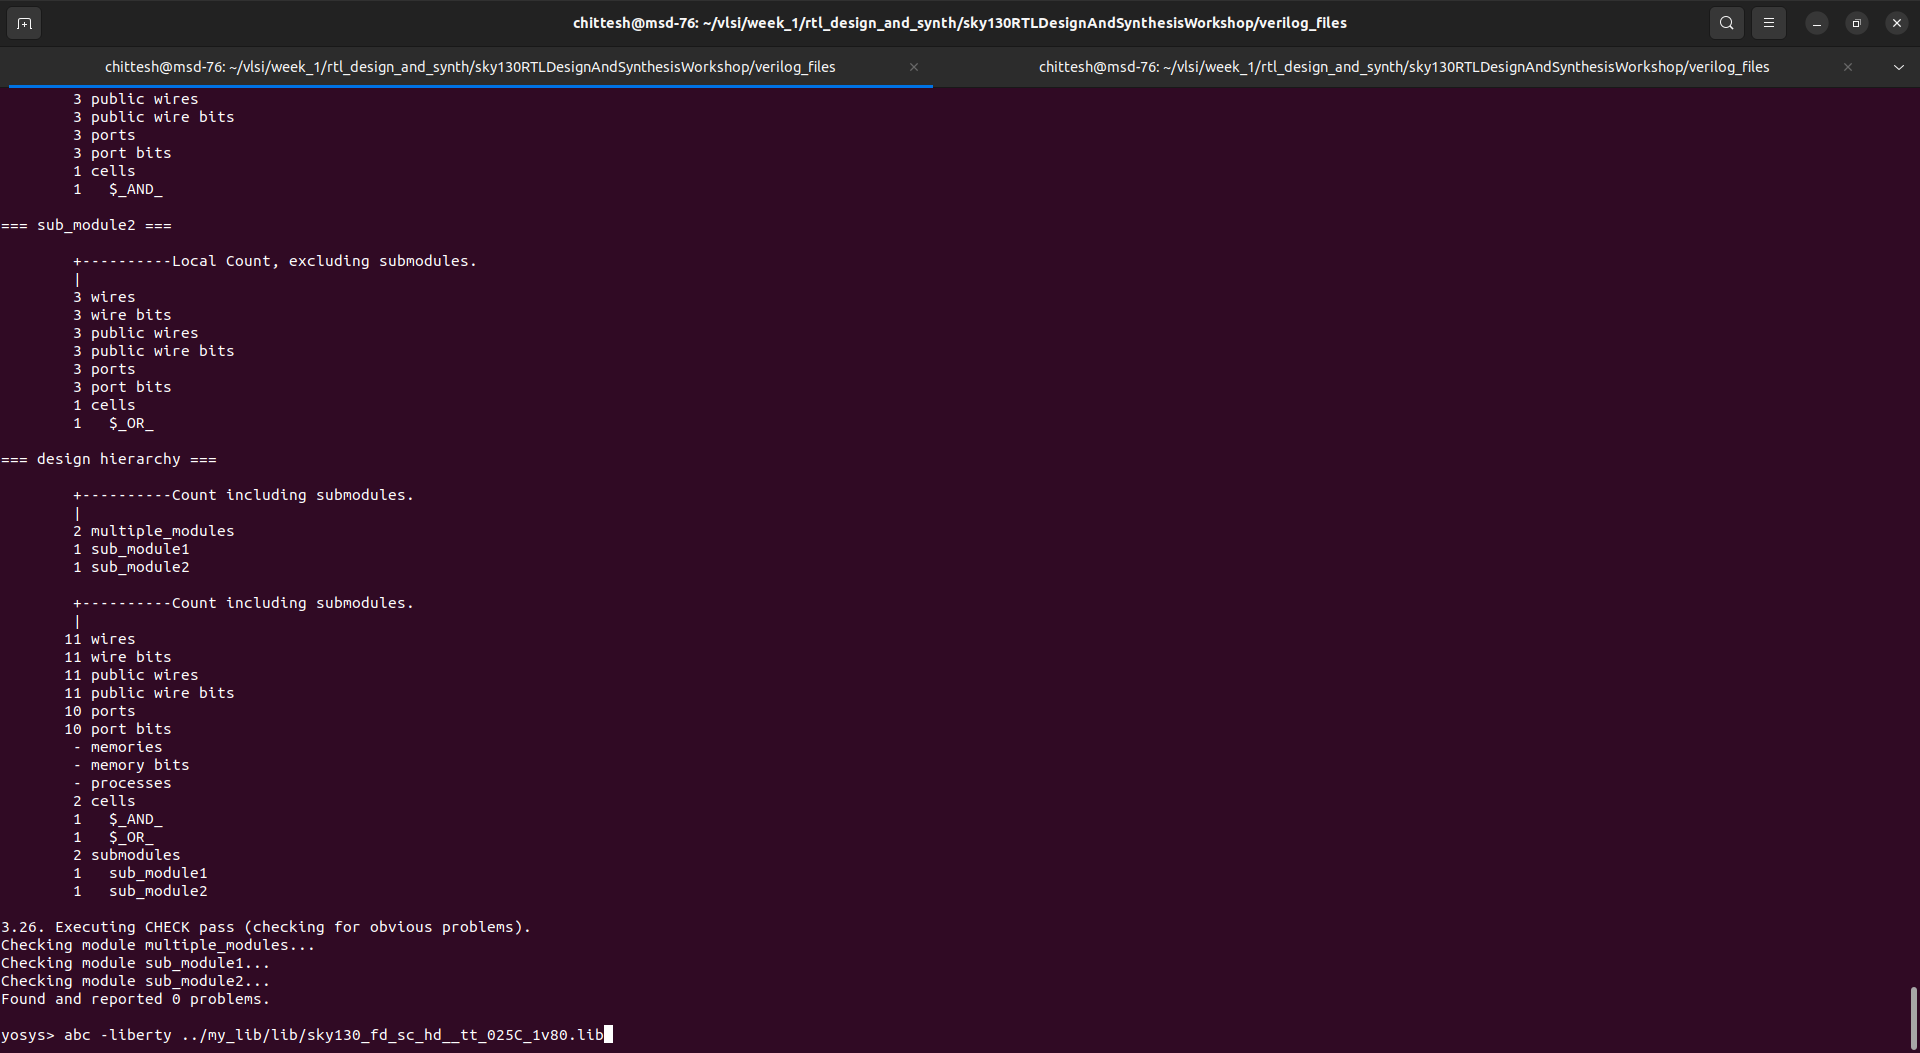 chittesh@msd-76: ~/vlsi/week_1/rtl_design_and_synth/sky130RTLDesignAndSynthesisWorkshop/verilog_files
chittesh@msd-76: ~/vlsi/week_1/rtl_design_and_synth/sky130RTLDesignAndSynthesisWorkshop/verilog_files
chittesh@msd-76: ~/vlsi/week_1/rtl_design_and_synth/sky130RTLDesignAndSynthesisWorkshop/verilog_files
3 public wires
3 public wire bits
3 ports
3 port bits
1 cells
1   $_AND_
=== sub_module2 ===
+----------Local Count, excluding submodules.
|
3 wires
3 wire bits
3 public wires
3 public wire bits
3 ports
3 port bits
1 cells
1   $_OR_
=== design hierarchy ===
+----------Count including submodules.
|
2 multiple_modules
1 sub_module1
1 sub_module2
+----------Count including submodules.
|
11 wires
11 wire bits
11 public wires
11 public wire bits
10 ports
10 port bits
- memories
- memory bits
- processes
2 cells
1   $_AND_
1   $_OR_
2 submodules
1   sub_module1
1   sub_module2
3.26. Executing CHECK pass (checking for obvious problems).
Checking module multiple_modules...
Checking module sub_module1...
Checking module sub_module2...
Found and reported 0 problems.
yosys> abc -liberty ../my_lib/lib/sky130_fd_sc_hd__tt_025C_1v80.lib